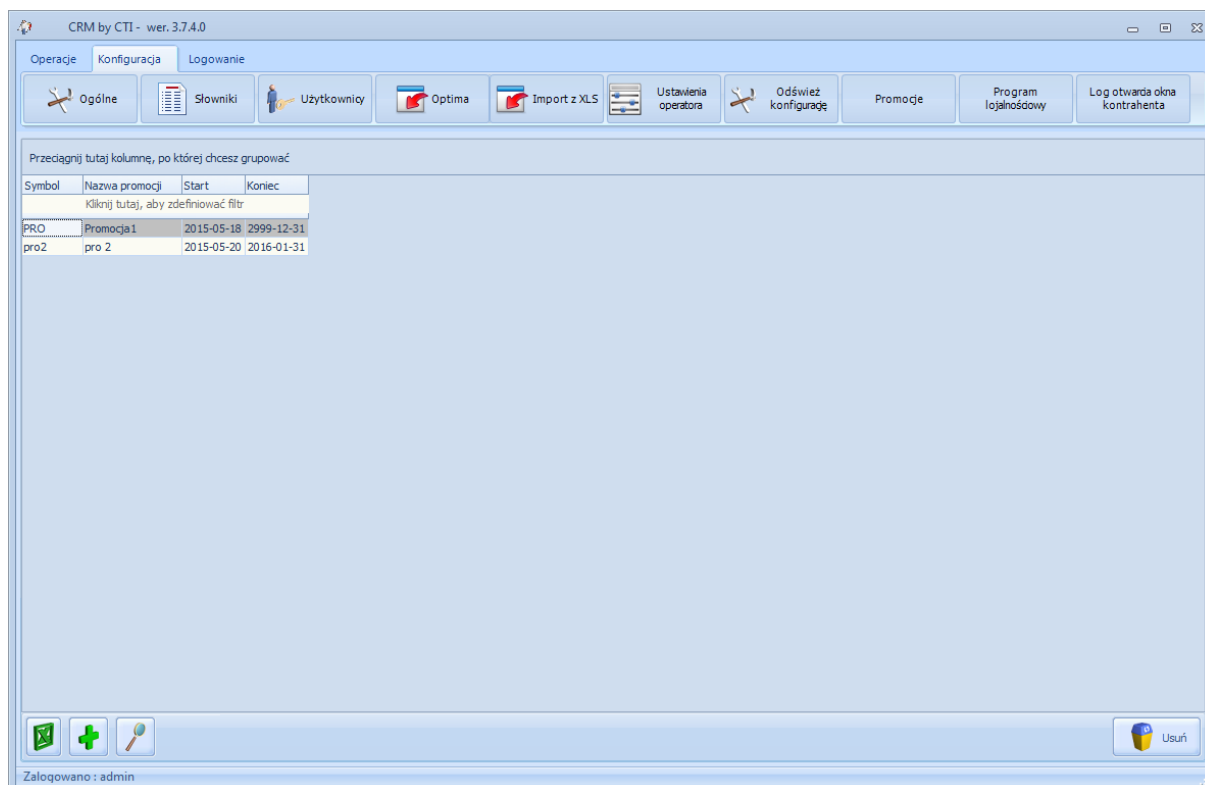 CRM by CTI - wer. 3.7.4.0
Operacje Konfiguracja Logowanie
Ogólne Słowniki Użytkownicy Optima Import z XLS Ustawienia operatora Odśwież konfigurację Promocje Program lojalnościowy Log otwarcia okna kontrahenta
Przeciągnij tutaj kolumnę, po której chcesz grupować
Symbol Nazwa promocji Start Koniec
Kliknij tutaj, aby zdefiniować filtr
PRO Promocja1 2015-05-18 2999-12-31
pro2 pro 2 2015-05-20 2016-01-31
Usuń
Zalogowano : admin